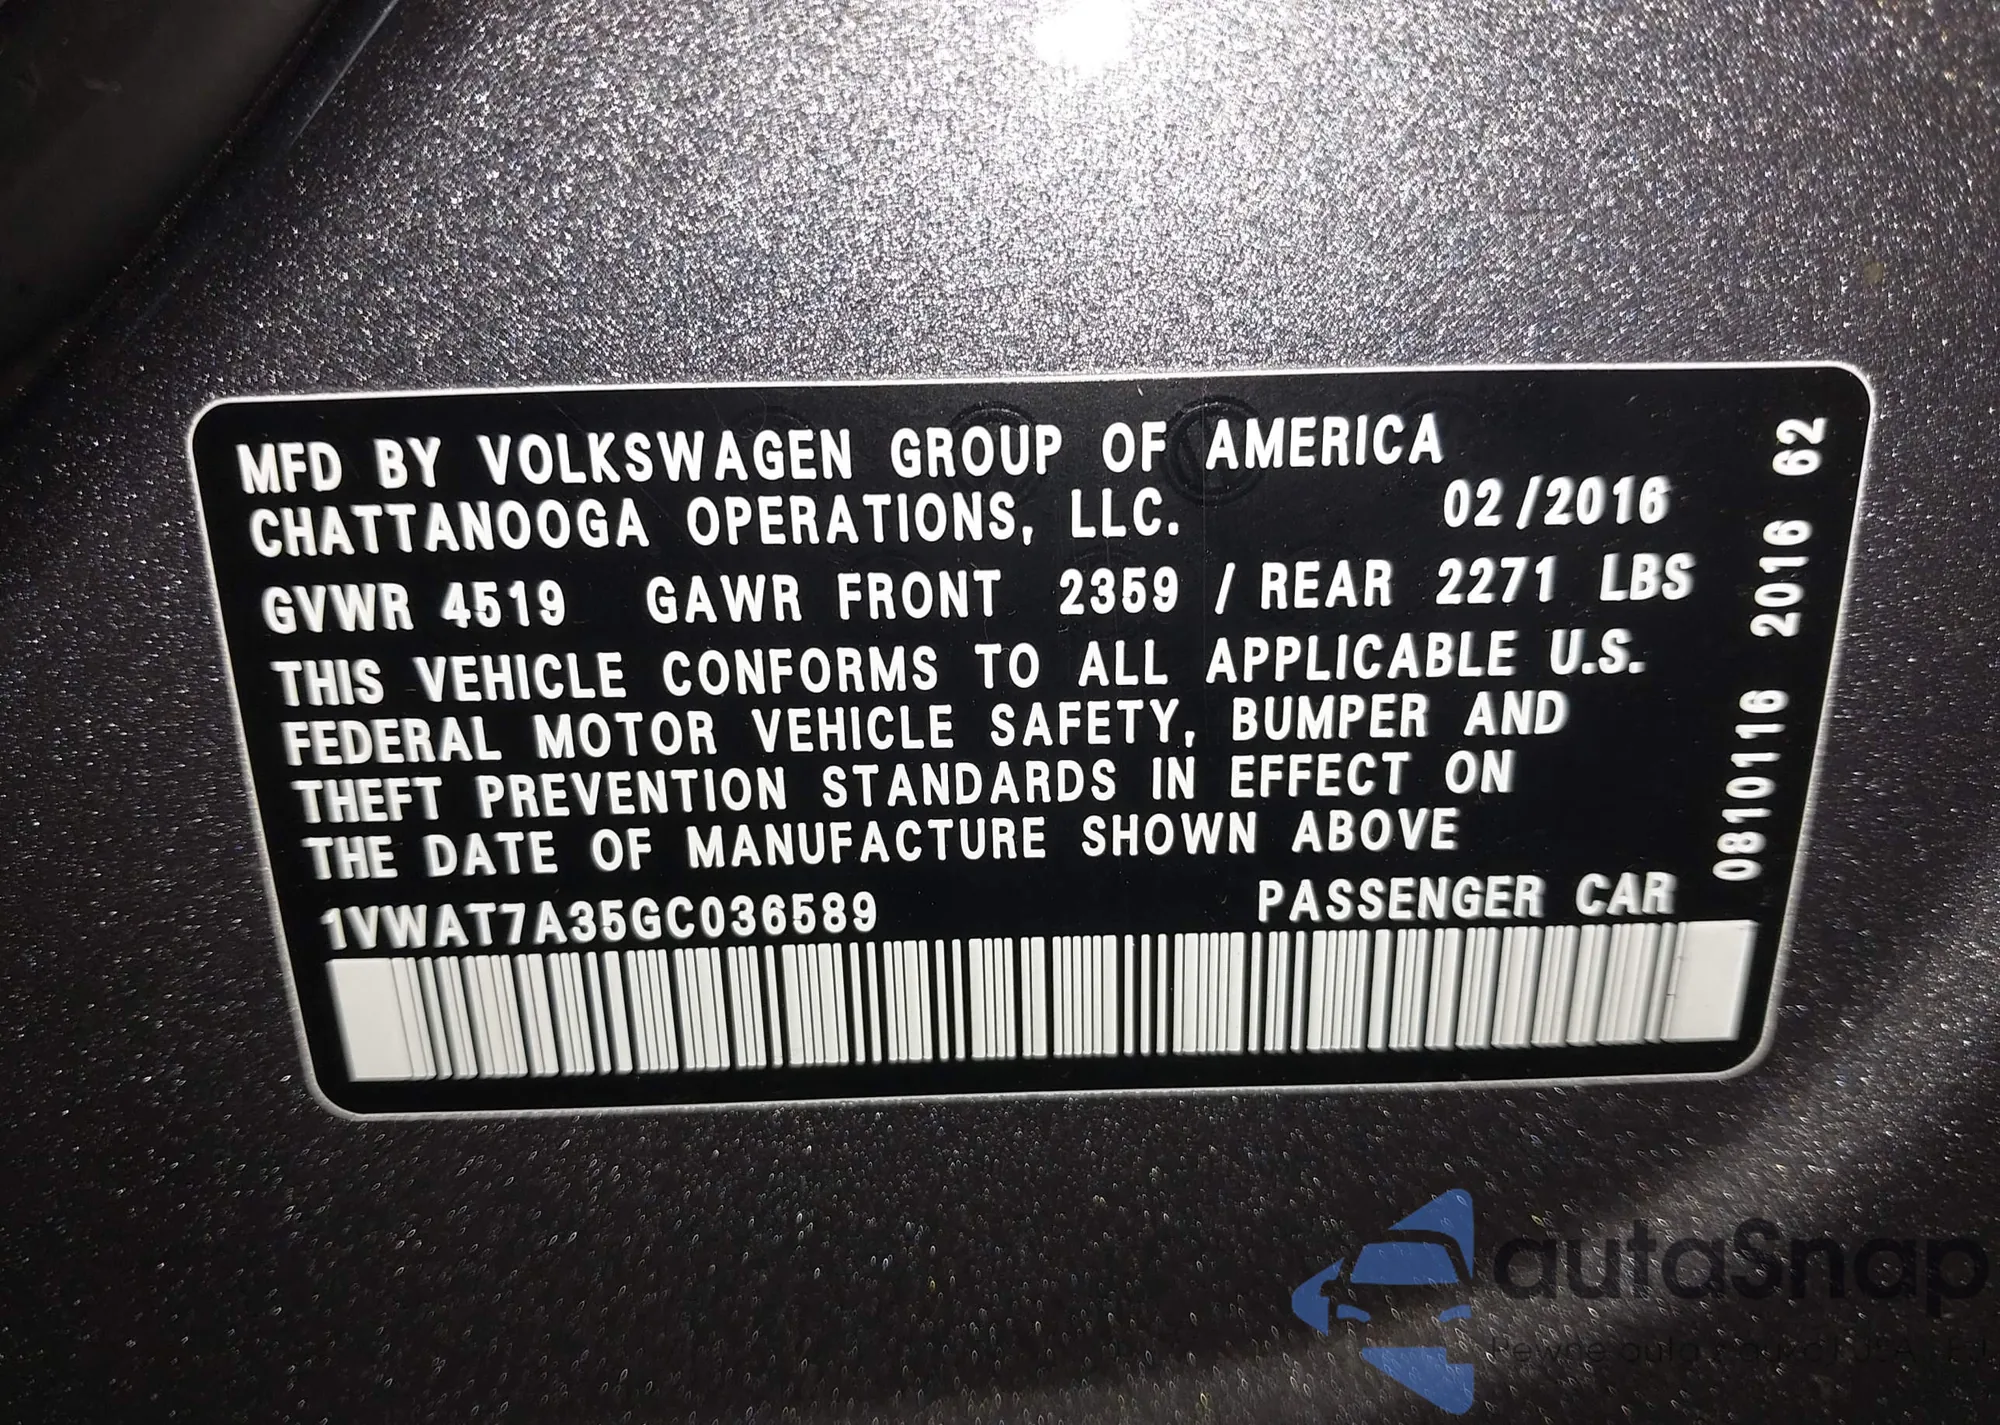 MFD BY VOLKSWAGEN GROUP OF AMERICA
CHATTANOOGA OPERATIONS, LLC. 02/2016
GVWR 4519 GAWR FRONT 2359 / REAR 2271 LBS
THIS VEHICLE CONFORMS TO ALL APPLICABLE U.S.
FEDERAL MOTOR VEHICLE SAFETY, BUMPER AND
THEFT PREVENTION STANDARDS IN EFFECT ON
THE DATE OF MANUFACTURE SHOWN ABOVE
1VWAT7A35GC036589 PASSENGER CAR
0810116 2016 62
autaSnap